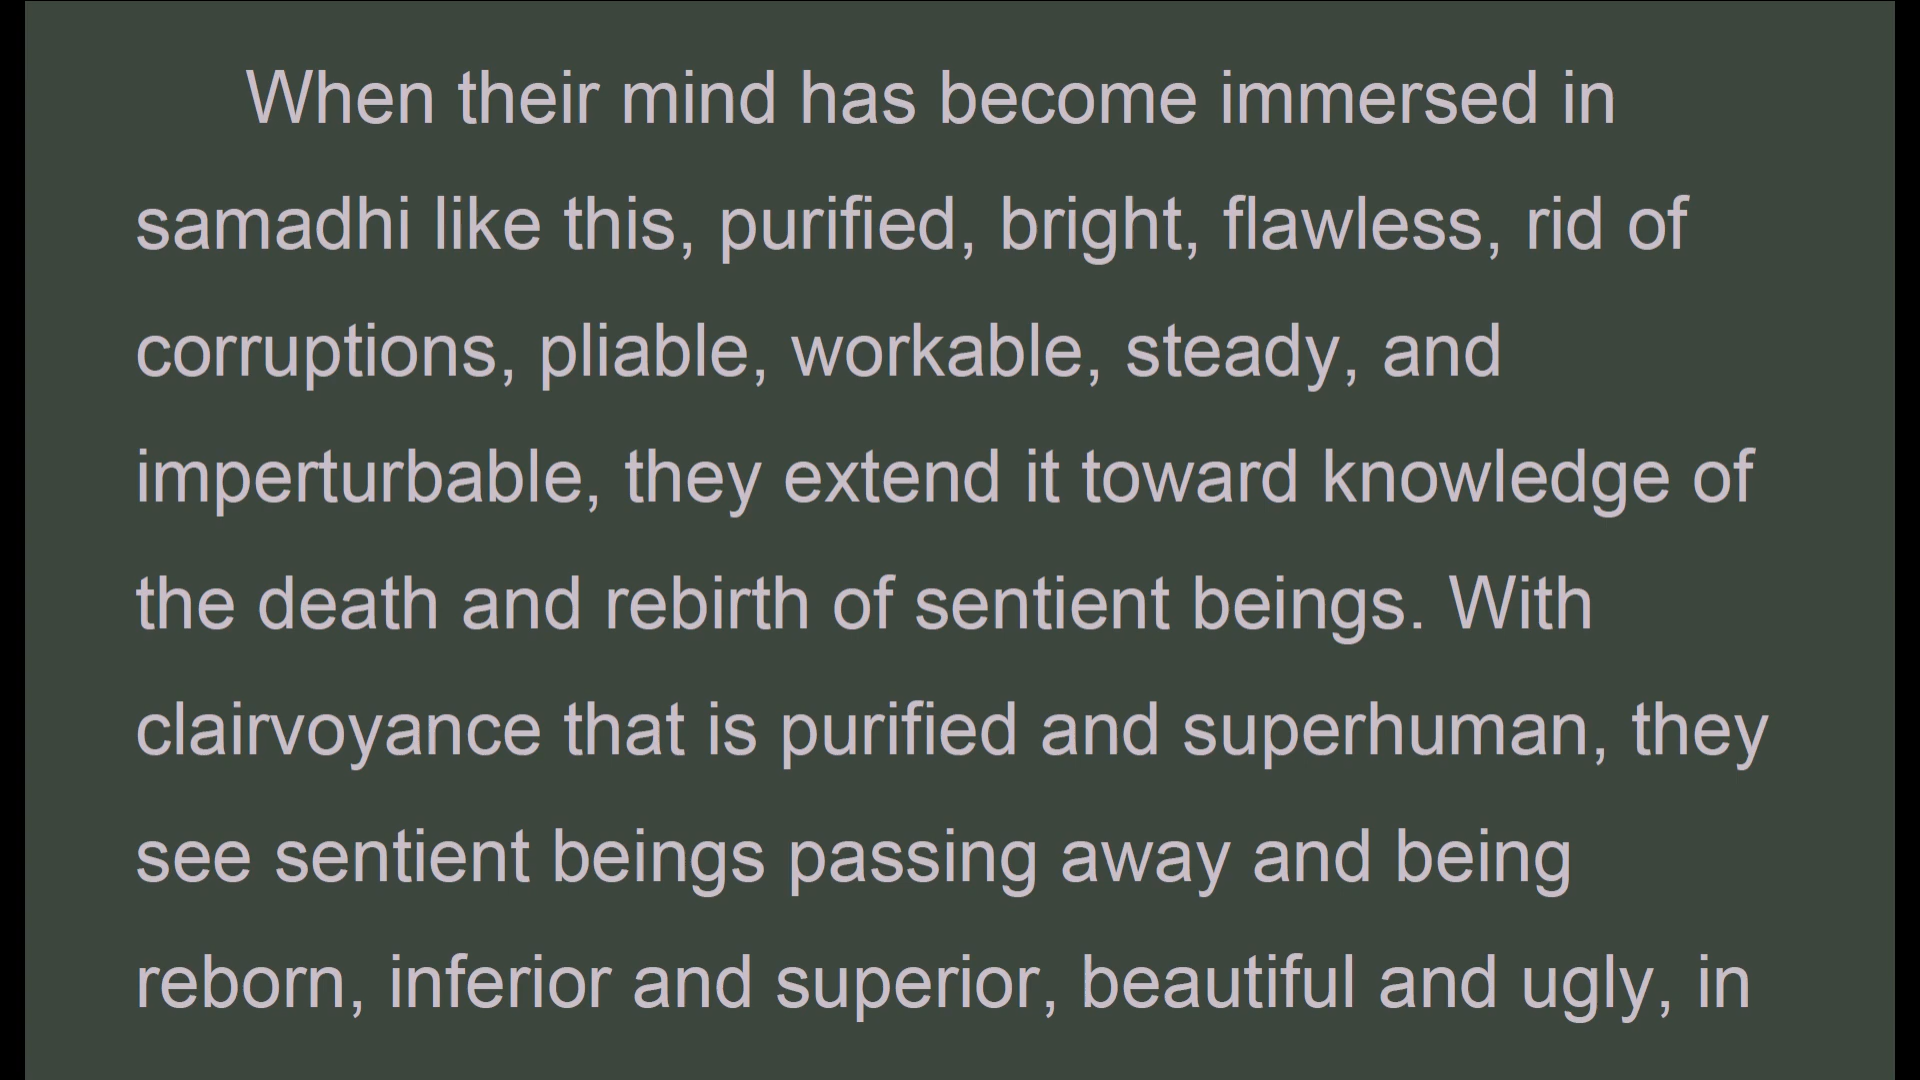 When their mind has become immersed in
samadhi like this, purified, bright, flawless, rid of
corruptions, pliable, workable, steady, and
imperturbable, they extend it toward knowledge of
the death and rebirth of sentient beings. With
clairvoyance that is purified and superhuman, they
see sentient beings passing away and being
reborn, inferior and superior, beautiful and ugly, in